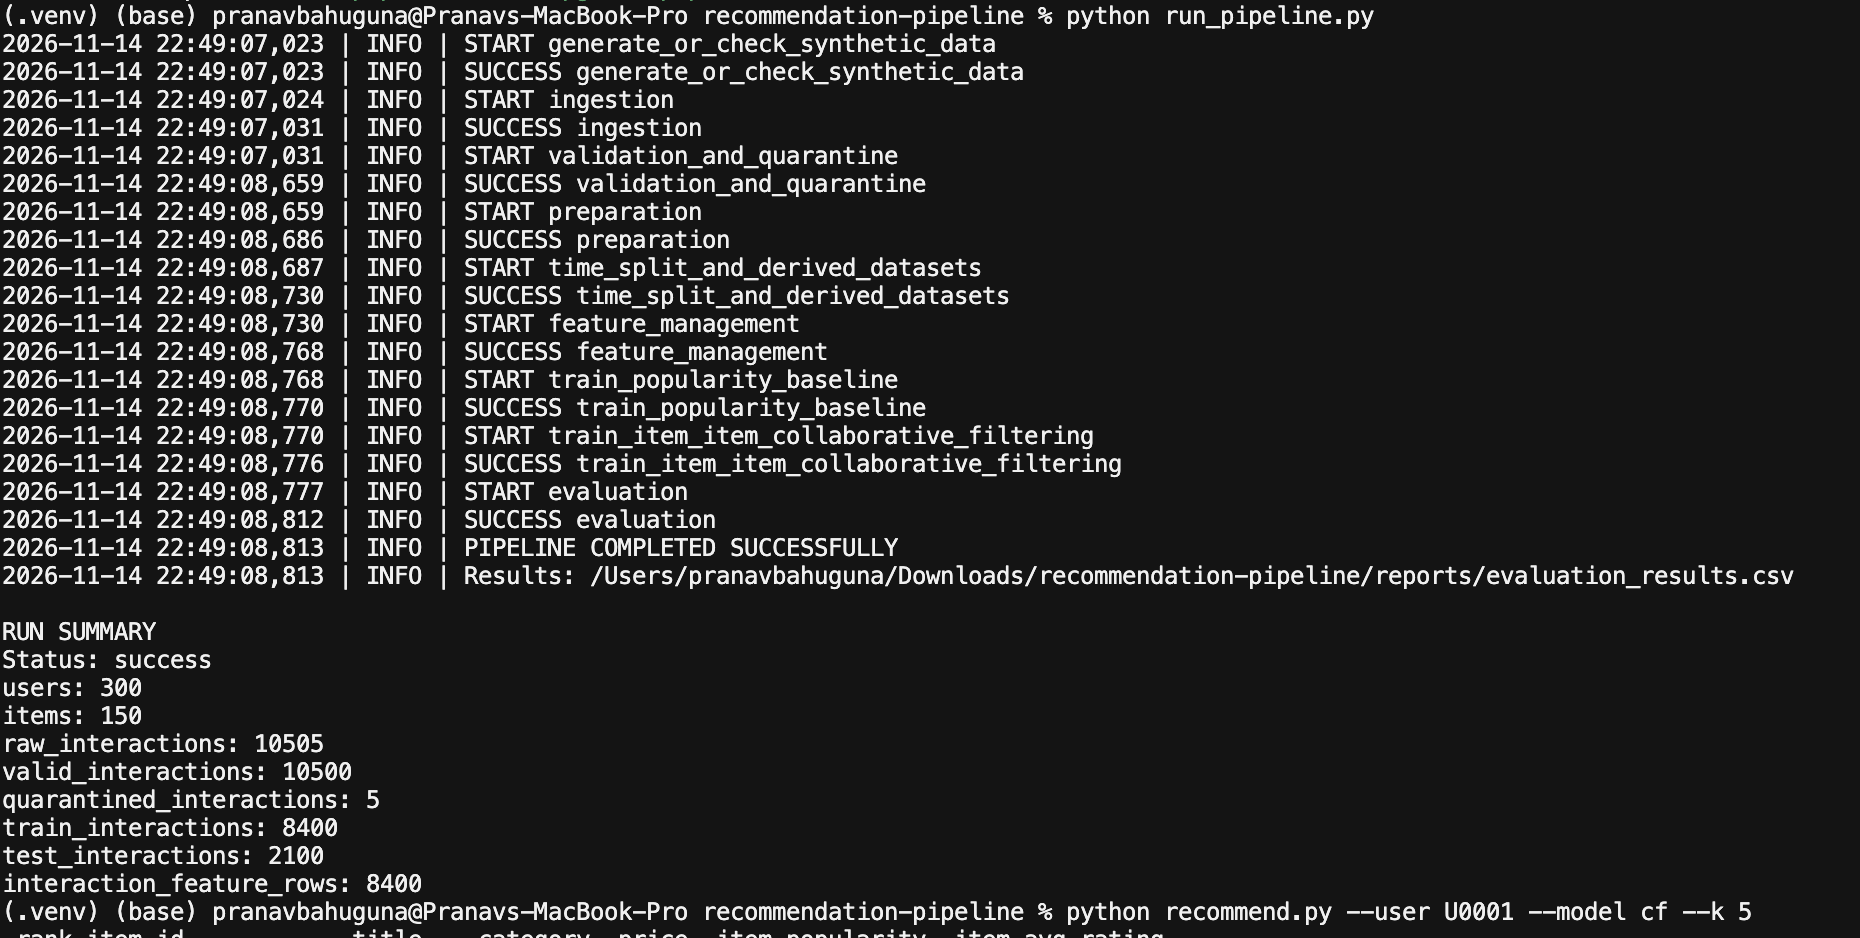 (.venv) (base) pranavbahuguna@Pranavs-MacBook-Pro recommendation-pipeline % python run_pipeline.py
2026-11-14 22:49:07,023 | INFO | START generate_or_check_synthetic_data
2026-11-14 22:49:07,023 | INFO | SUCCESS generate_or_check_synthetic_data
2026-11-14 22:49:07,024 | INFO | START ingestion
2026-11-14 22:49:07,031 | INFO | SUCCESS ingestion
2026-11-14 22:49:07,031 | INFO | START validation_and_quarantine
2026-11-14 22:49:08,659 | INFO | SUCCESS validation_and_quarantine
2026-11-14 22:49:08,659 | INFO | START preparation
2026-11-14 22:49:08,686 | INFO | SUCCESS preparation
2026-11-14 22:49:08,687 | INFO | START time_split_and_derived_datasets
2026-11-14 22:49:08,730 | INFO | SUCCESS time_split_and_derived_datasets
2026-11-14 22:49:08,730 | INFO | START feature_management
2026-11-14 22:49:08,768 | INFO | SUCCESS feature_management
2026-11-14 22:49:08,768 | INFO | START train_popularity_baseline
2026-11-14 22:49:08,770 | INFO | SUCCESS train_popularity_baseline
2026-11-14 22:49:08,770 | INFO | START train_item_item_collaborative_filtering
2026-11-14 22:49:08,776 | INFO | SUCCESS train_item_item_collaborative_filtering
2026-11-14 22:49:08,777 | INFO | START evaluation
2026-11-14 22:49:08,812 | INFO | SUCCESS evaluation
2026-11-14 22:49:08,813 | INFO | PIPELINE COMPLETED SUCCESSFULLY
2026-11-14 22:49:08,813 | INFO | Results: /Users/pranavbahuguna/Downloads/recommendation-pipeline/reports/evaluation_results.csv
RUN SUMMARY
Status: success
users: 300
items: 150
raw_interactions: 10505
valid_interactions: 10500
quarantined_interactions: 5
train_interactions: 8400
test_interactions: 2100
interaction_feature_rows: 8400
(.venv) (base) pranavbahuguna@Pranavs-MacBook-Pro recommendation-pipeline % python recommend.py --user U0001 --model cf --k 5
rank item_id title category price item_popularity item_avg_rating